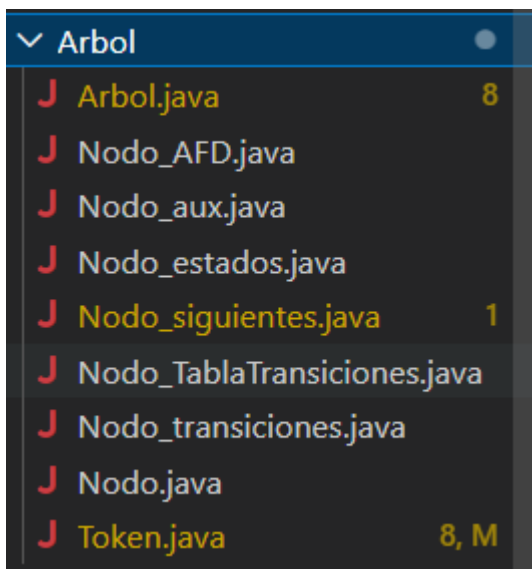 Arbol
J Arbol.java 8
J Nodo_AFD.java
J Nodo_aux.java
J Nodo_estados.java
J Nodo_siguientes.java 1
J Nodo_TablaTransiciones.java
J Nodo_transiciones.java
J Nodo.java
J Token.java 8, M